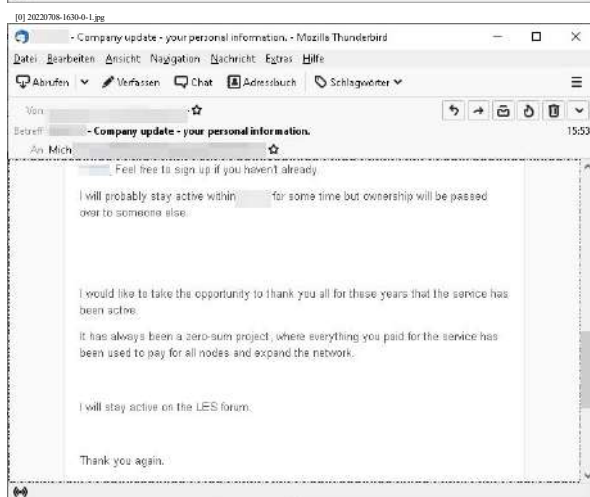 [0] 20220708-1630-0-1.jpg
- Company update - your personal information. - Mozilla Thunderbird
Datei Bearbeiten Ansicht Navigation Nachricht Extras Hilfe
Abrufen Verfassen Chat Adressbuch Schlagwörter
Von
Betreff - Company update - your personal information. 15:53
An Mich
Feel free to sign up if you haven't already.
I will probably stay active within for some time but ownership will be passed
over to someone else.
I would like to take the opportunity to thank you all for these years that the service has
been active.
It has always been a zero-sum project, where everything you paid for the service has
been used to pay for all nodes and expand the network.
I will stay active on the LES forum.
Thank you again.